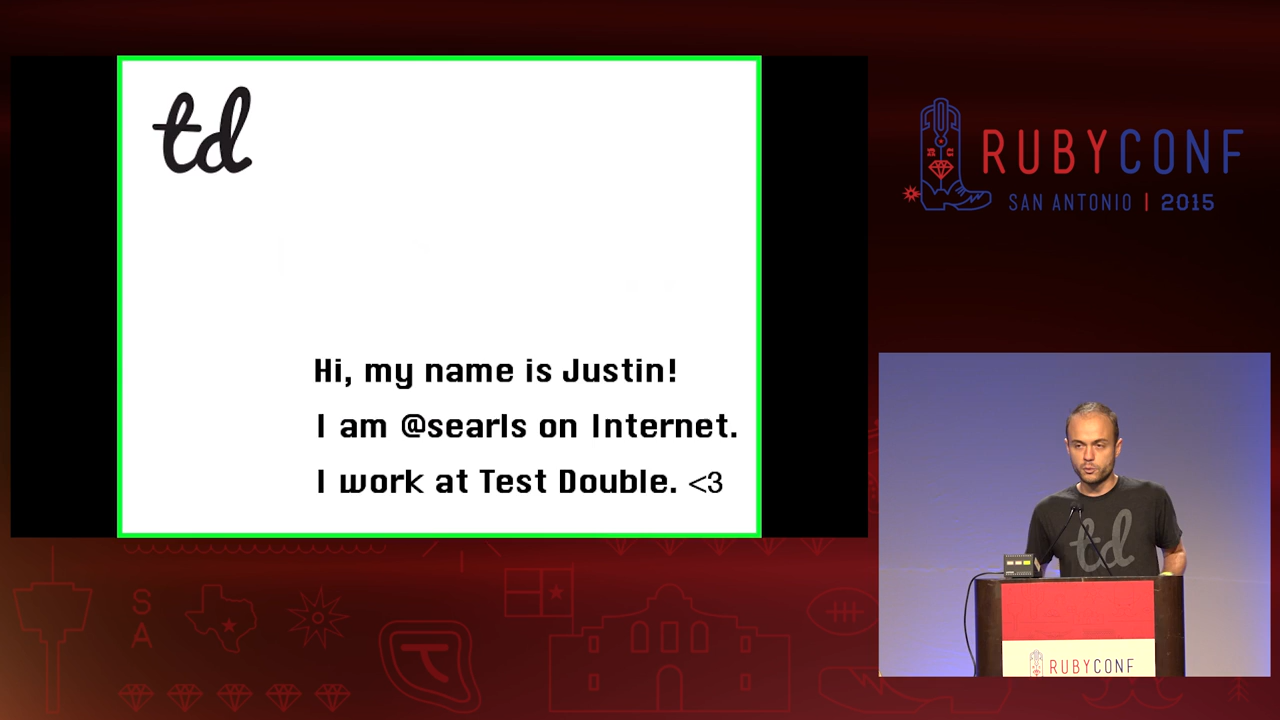 td
Hi, my name is Justin!
I am @searls on Internet.
I work at Test Double. <3
RUBYCONF
SAN ANTONIO | 2015
td
RUBYCONF
S
A